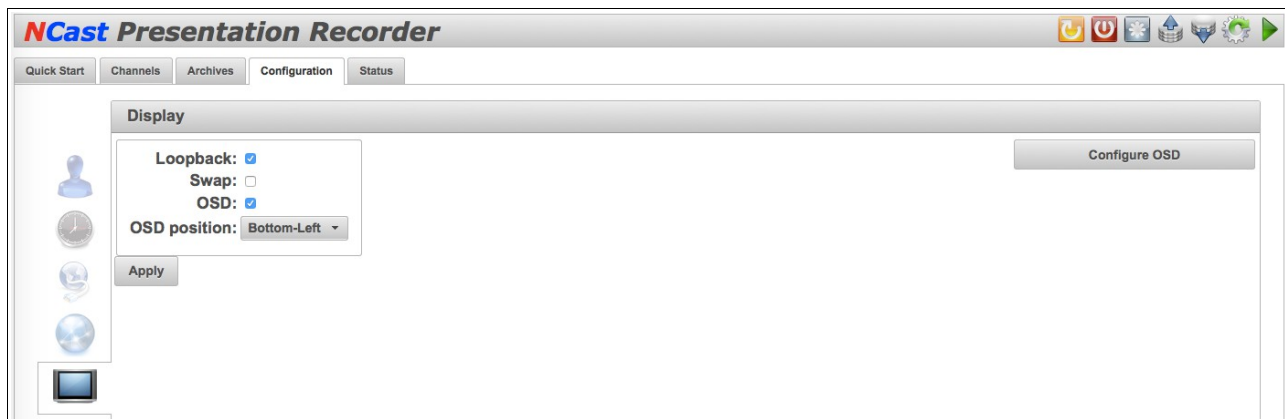 NCast Presentation Recorder
Quick Start Channels Archives Configuration Status
Display
Loopback:
Configure OSD
Swap:
OSD:
OSD position: Bottom-Left
Apply